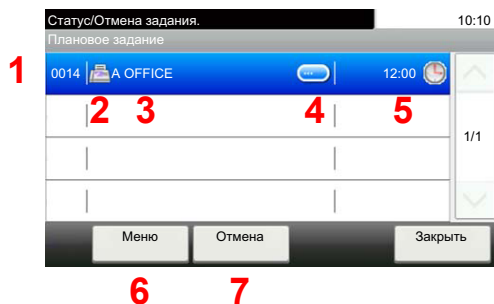 Статус/Отмена задания. 10:10
Плановое задание
1 0014 A OFFICE 12:00
2 3 4 5
1/1
Меню Отмена Закрыть
6 7